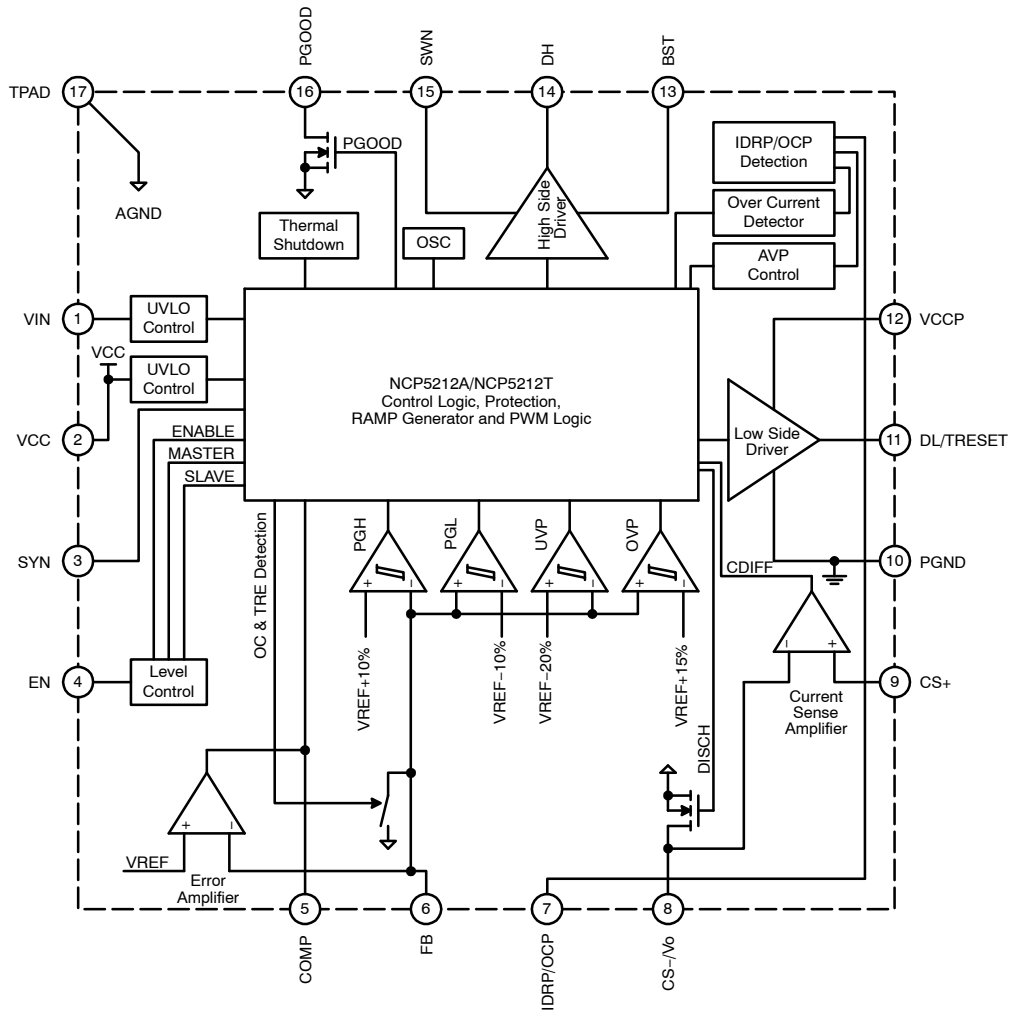 PGOOD
SWN
DH
BST
TPAD
17
16
15
14
13
AGND
PGOOD
IDRP/OCP
Detection
Thermal
Shutdown
OSC
High Side
Driver
Over Current
Detector
AVP
Control
VIN
1
UVLO
Control
12
VCCP
VCC
UVLO
Control
VCC
2
NCP5212A/NCP5212T
Control Logic, Protection,
RAMP Generator and PWM Logic
Low Side
Driver
11
DL/TRESET
ENABLE
MASTER
SLAVE
SYN
3
OC & TRE Detection
PGH
+
−
PGL
+
−
UVP
+
−
OVP
+
−
CDIFF
10
PGND
VREF+10%
VREF−10%
VREF−20%
VREF+15%
EN
4
Level
Control
−
+
9
CS+
Current
Sense
Amplifier
DISCH
+
−
VREF
Error
Amplifier
5
6
7
8
COMP
FB
IDRP/OCP
CS−/Vo